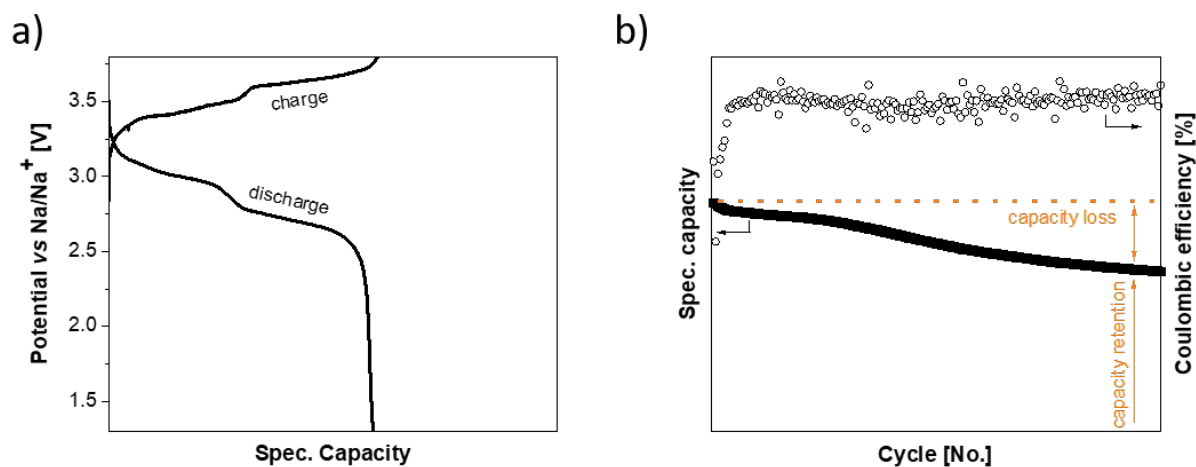 a)
Potential vs Na/Na⁺ [V]
3.5
3.0
2.5
2.0
1.5
charge
discharge
Spec. Capacity
b)
Spec. capacity
capacity loss
capacity retention
Coulombic efficiency [%]
Cycle [No.]